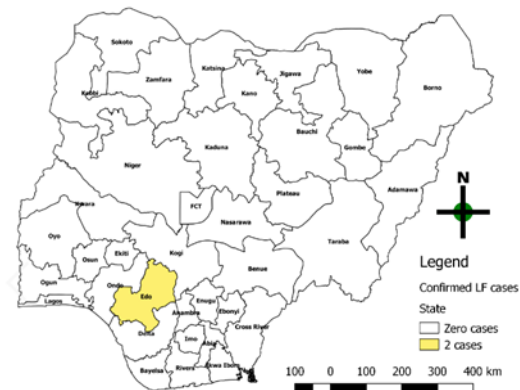 Sokoto
Katsina
Jigawa
Yobe
Borno
Zamfara
Kebbi
Kano
Bauchi
Gombe
Kaduna
Niger
Adamawa
Plateau
FCT
Nasarawa
Kwara
Taraba
Oyo
Kogi
Ekiti
Osun
Benue
Ogun
Ondo
Edo
Lagos
Enugu
Anambra
Ebonyi
Cross River
Delta
Imo
Abia
Bayelsa
Rivers
Akwa Ibom
N
Legend
Confirmed LF cases
State
Zero cases
2 cases
100 0 100 200 300 400 km